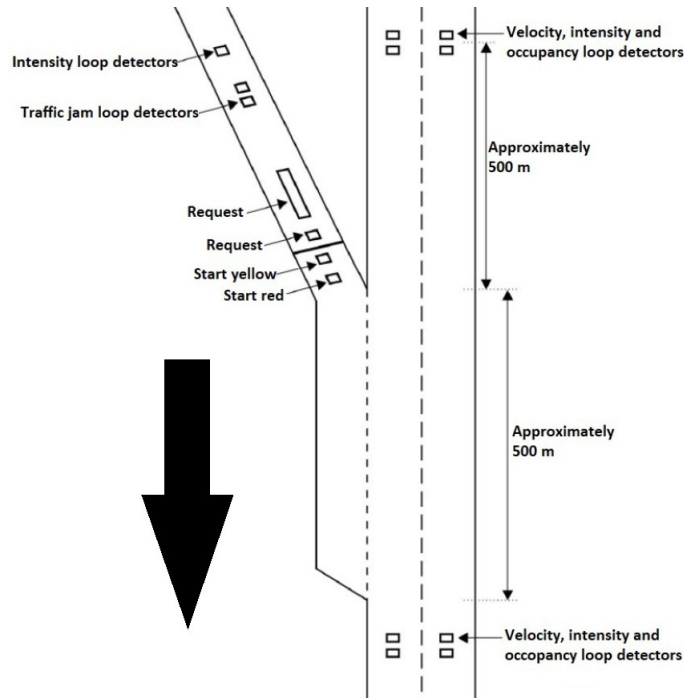 Velocity, intensity and
occupancy loop detectors
Intensity loop detectors
Traffic jam loop detectors
Approximately
500 m
Request
Request
Start yellow
Start red
Approximately
500 m
Velocity, intensity and
occopancy loop detectors